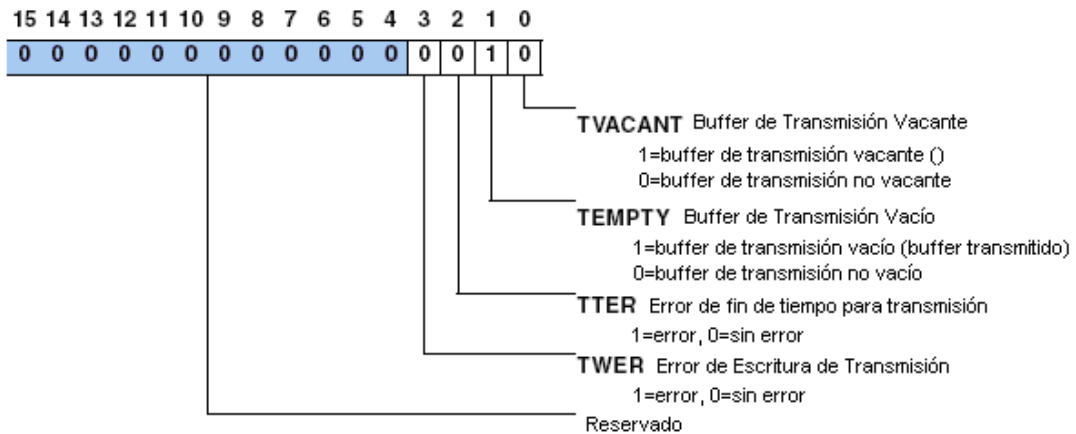 15 14 13 12 11 10 9 8 7 6 5 4 3 2 1 0
0 0 0 0 0 0 0 0 0 0 0 0 0 0 1 0
TVACANT Buffer de Transmisión Vacante
1=buffer de transmisión vacante ()
0=buffer de transmisión no vacante
TEMPTY Buffer de Transmisión Vacío
1=buffer de transmisión vacío (buffer transmitido)
0=buffer de transmisión no vacío
TTER Error de fin de tiempo para transmisión
1=error, 0=sin error
TWER Error de Escritura de Transmisión
1=error, 0=sin error
Reservado